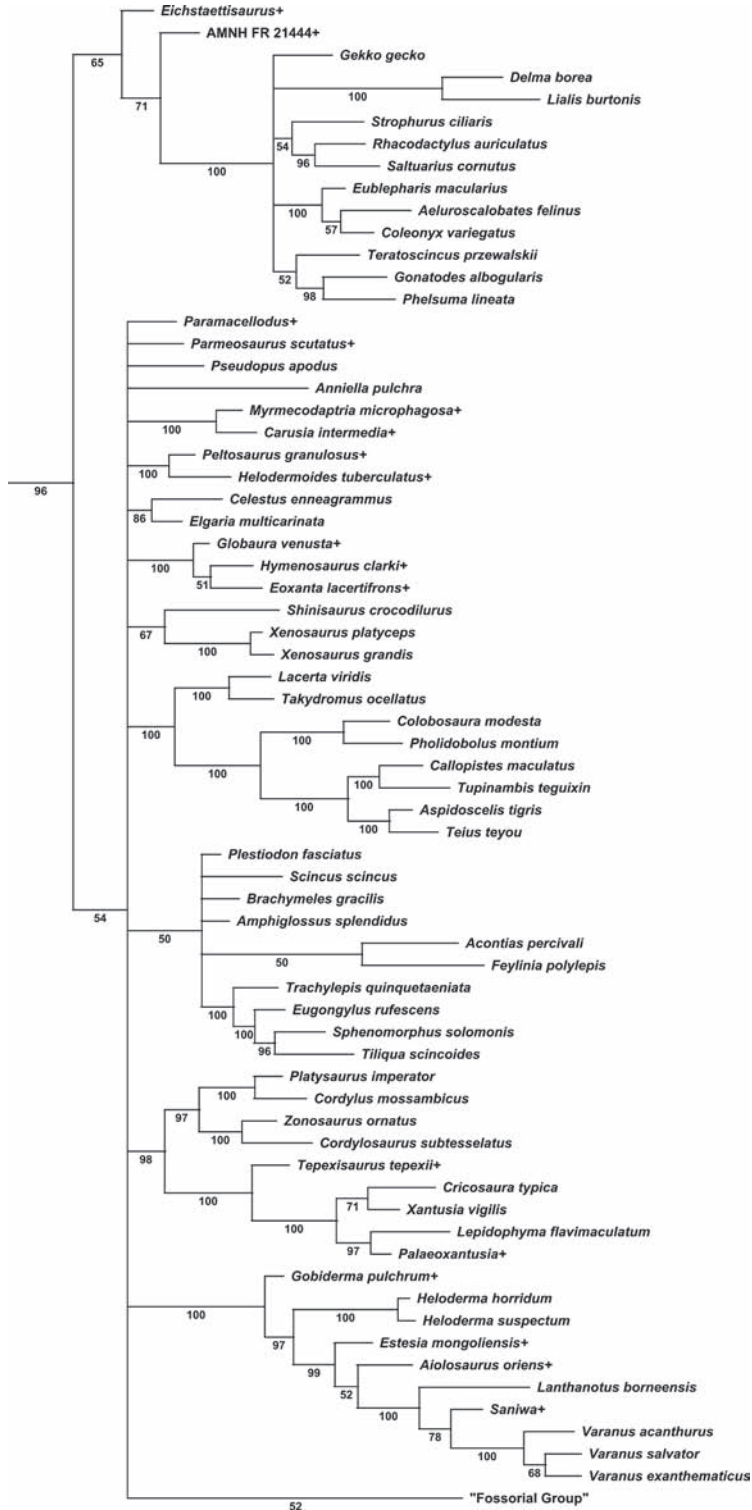 Eichstaettisaurus+
AMNH FR 21444+
65
Gekko gecko
71
Delma borea
100
Lialis burtonis
Strophurus ciliaris
54
Rhacodactylus auriculatus
100
96
Saltuarius cornutus
Eublepharis macularius
100
Aeluroscalobates felinus
57
Coleonyx variegatus
Teratoscincus przewalskii
52
Gonatodes albogularis
98
Phelsuma lineata
Paramacellodus+
Parmeosaurus scutatus+
Pseudopus apodus
Anniella pulchra
Myrmecodaptria microphagosa+
100
Carusia intermedia+
Peltosaurus granulosus+
100
Helodermoides tuberculatus+
96
Celestus enneagrammus
86
Elgaria multicarinata
Globaura venusta+
100
Hymenosaurus clarki+
51
Eoxanta lacertifrons+
Shinisaurus crocodilurus
67
Xenosaurus platyceps
100
Xenosaurus grandis
Lacerta viridis
100
Takydromus ocellatus
100
Colobosaura modesta
100
Pholidobolus montium
100
Callopistes maculatus
100
Tupinambis teguixin
100
Aspidoscelis tigris
100
Teius teyou
Plestiodon fasciatus
Scincus scincus
Brachymeles gracilis
54
Amphiglossus splendidus
50
Acontias percivali
50
Feylinia polylepis
Trachylepis quinquetaeniata
100
Eugongylus rufescens
100
Sphenomorphus solomonis
96
Tiliqua scincoides
Platysaurus imperator
100
Cordylus mossambicus
97
Zonosaurus ornatus
100
Cordylosaurus subtesselatus
98
Tepexisaurus tepexii+
100
Cricosaura typica
71
Xantusia vigilis
100
Lepidophyma flavimaculatum
97
Palaeoxantusia+
Gobiderma pulchrum+
100
Heloderma horridum
100
Heloderma suspectum
97
Estesia mongoliensis+
99
Aiolosaurus oriens+
52
Lanthanotus borneensis
100
Saniwa+
78
Varanus acanthurus
100
Varanus salvator
68
Varanus exanthematicus
"Fossorial Group"
52